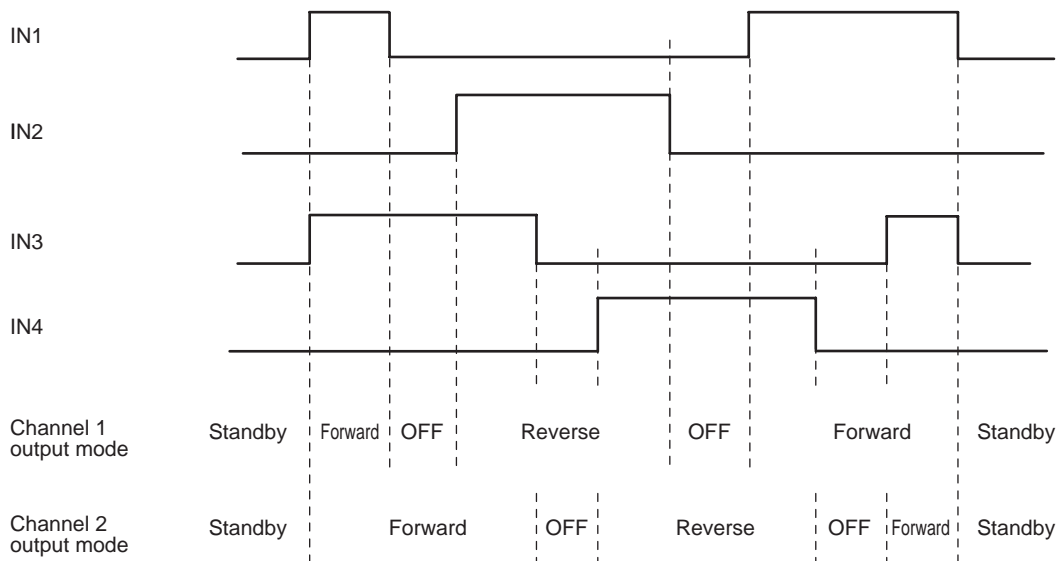 IN1
IN2
IN3
IN4
Channel 1
output mode
Standby Forward OFF Reverse OFF Forward Standby
Channel 2
output mode
Standby Forward OFF Reverse OFF Forward Standby